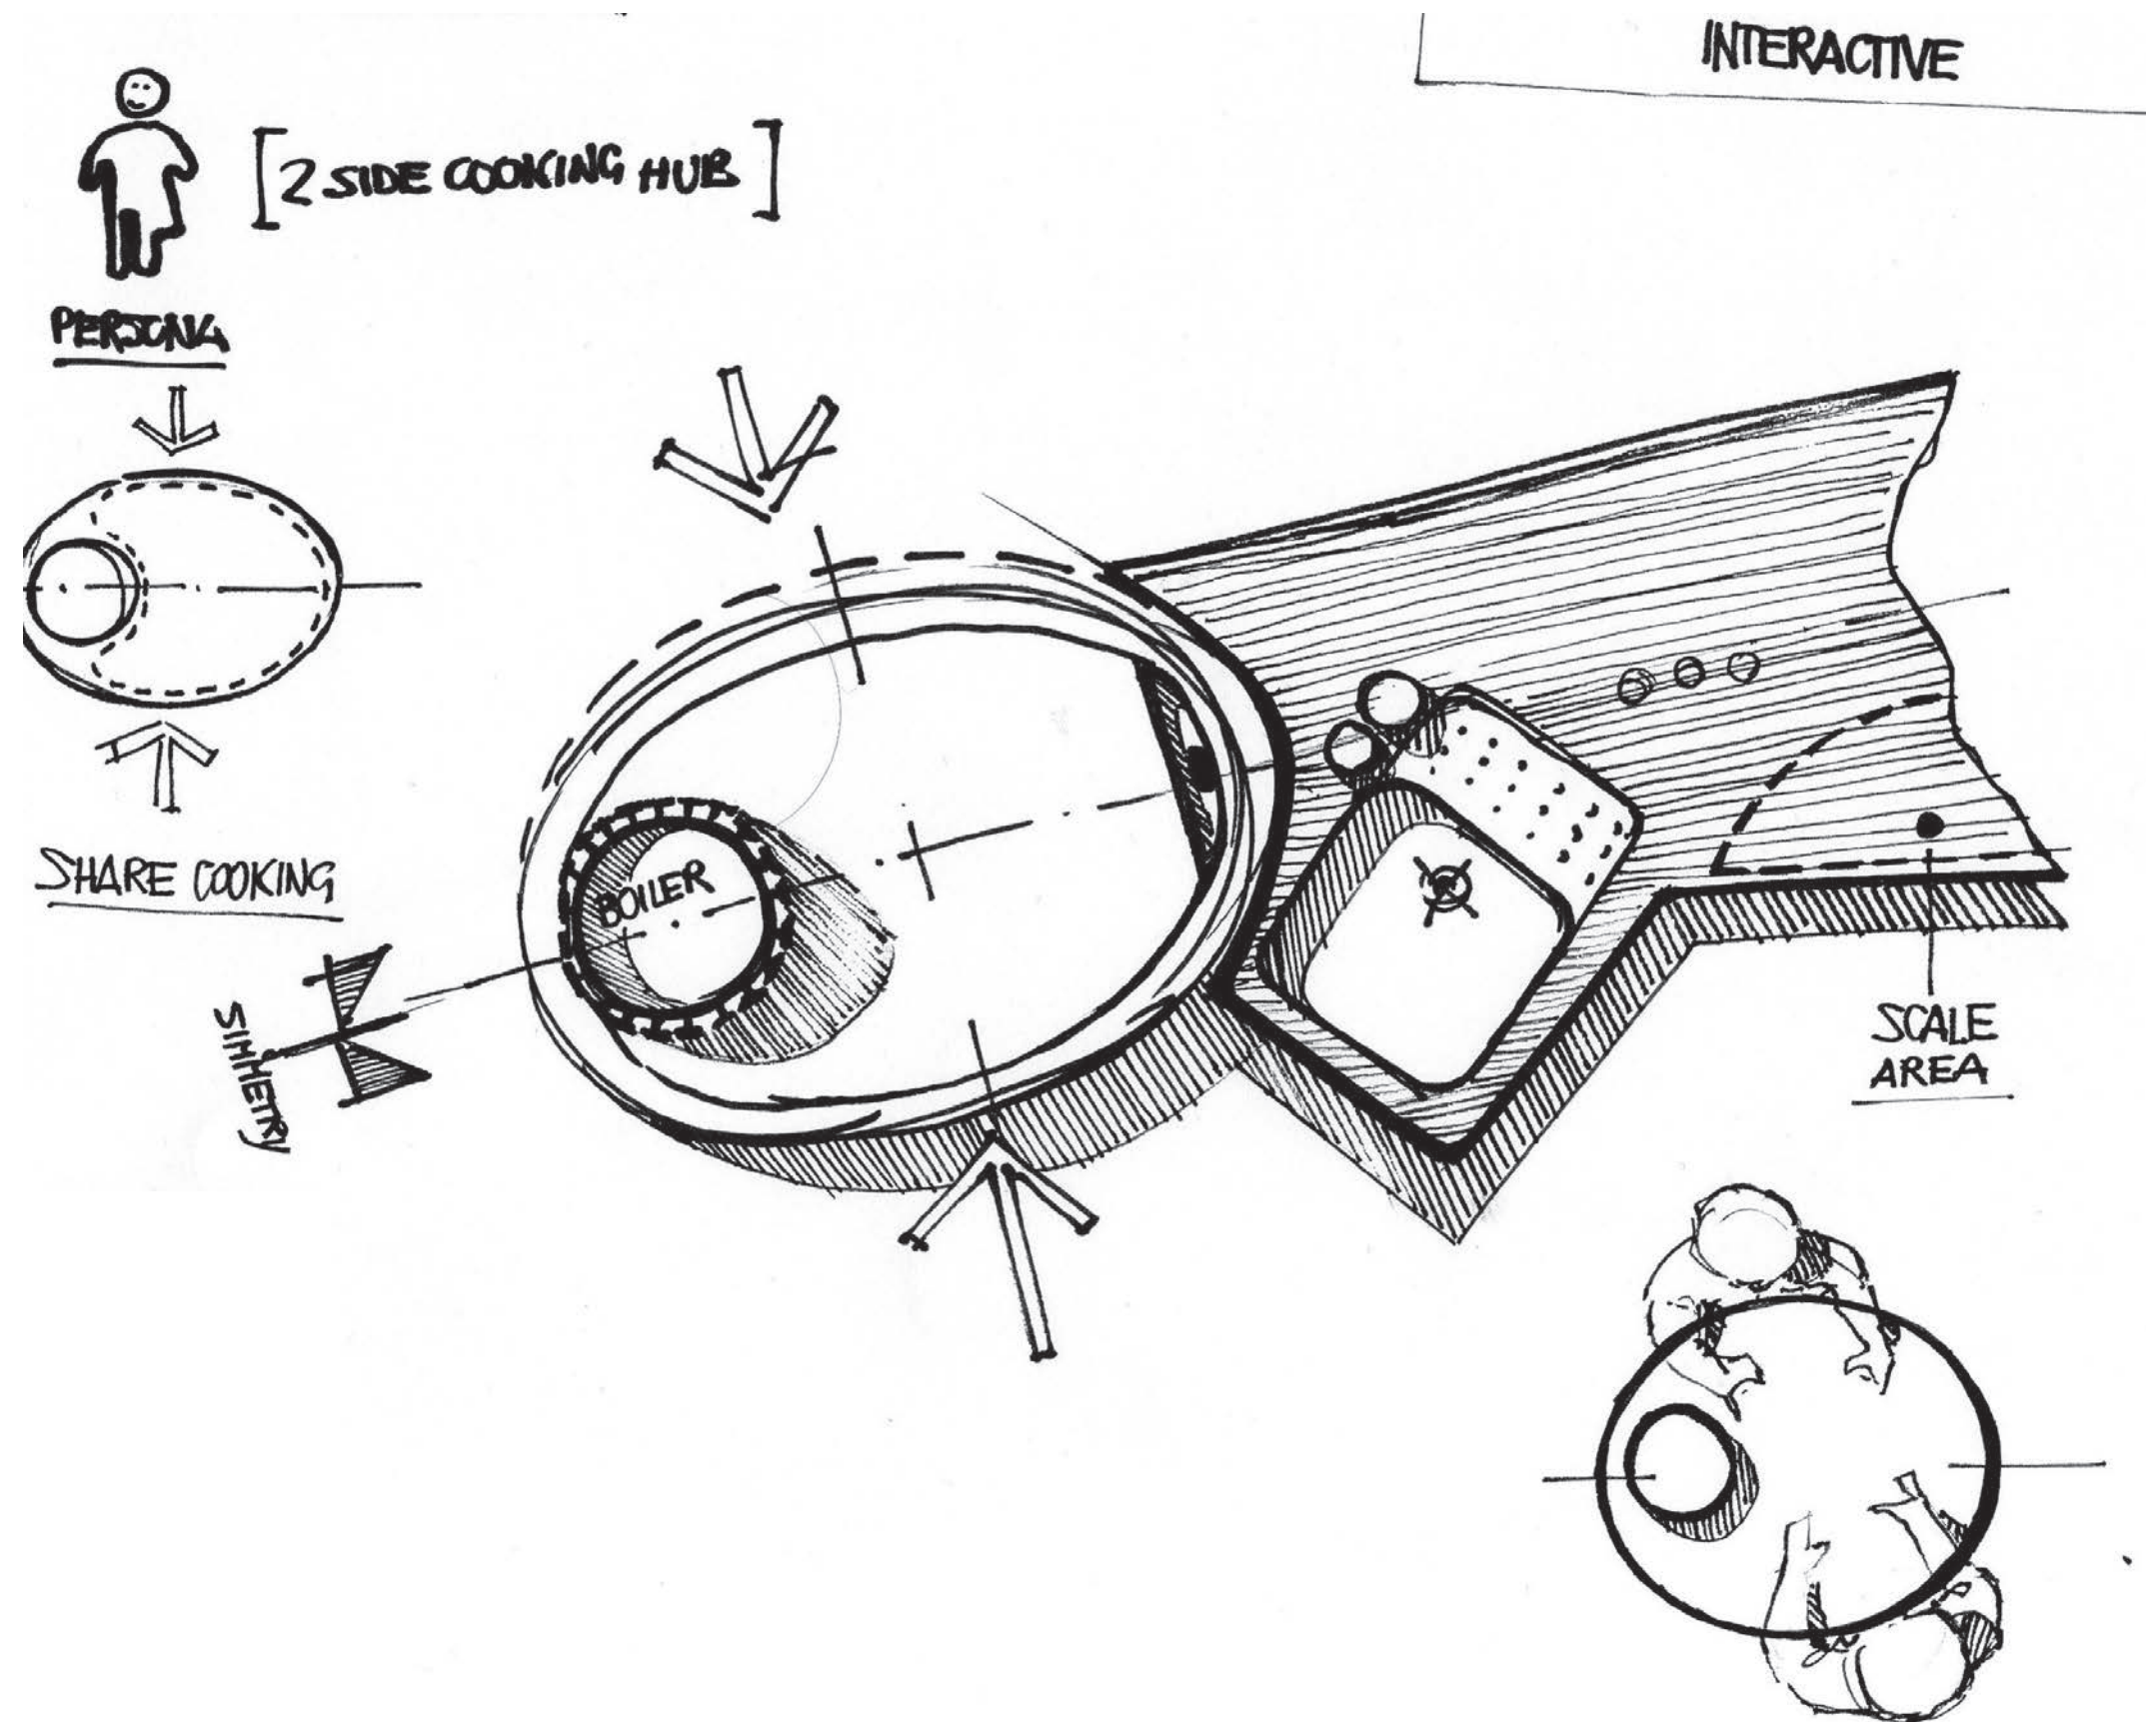 INTERACTIVE
[2 SIDE COOKING HUB]
PERSONA
SHARE COOKING
BOILER
SIMMETRY
SCALE
AREA